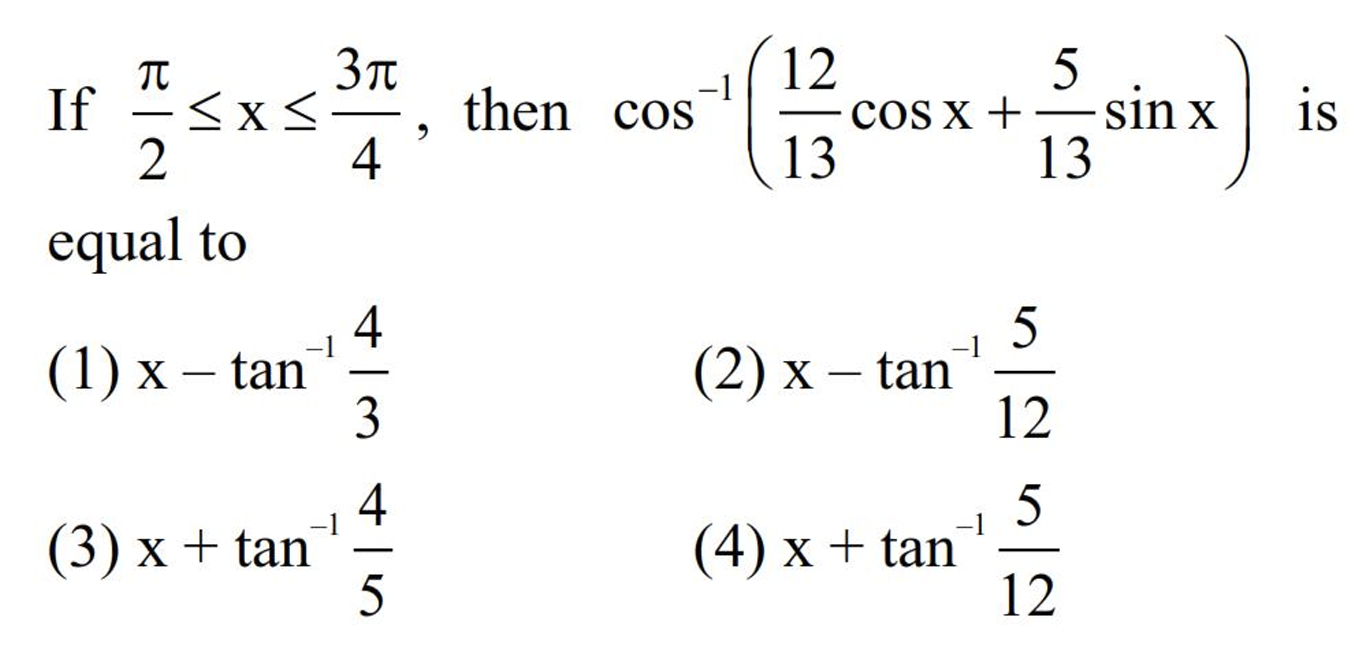 If π/2 ≤ x ≤ 3π/4, then cos⁻¹(12/13 cos x + 5/13 sin x) is
equal to
(1) x – tan⁻¹ 4/3 (2) x – tan⁻¹ 5/12
(3) x + tan⁻¹ 4/5 (4) x + tan⁻¹ 5/12